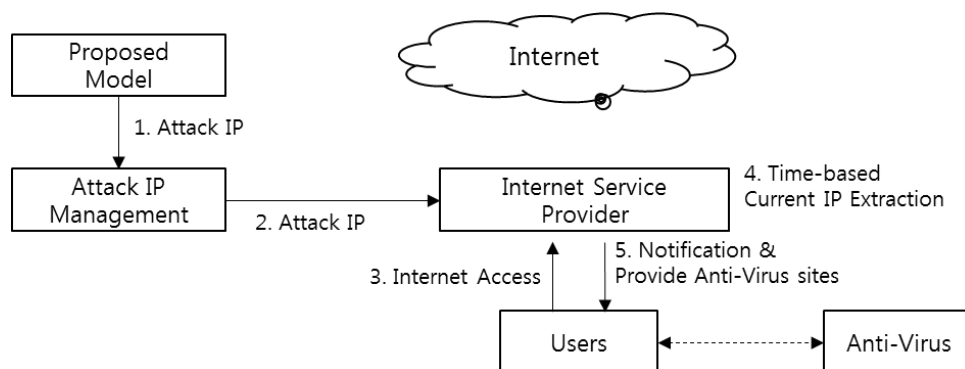 Proposed
Model
Internet
1. Attack IP
Attack IP
Management
2. Attack IP
Internet Service
Provider
4. Time-based
Current IP Extraction
3. Internet Access
5. Notification &
Provide Anti-Virus sites
Users
Anti-Virus